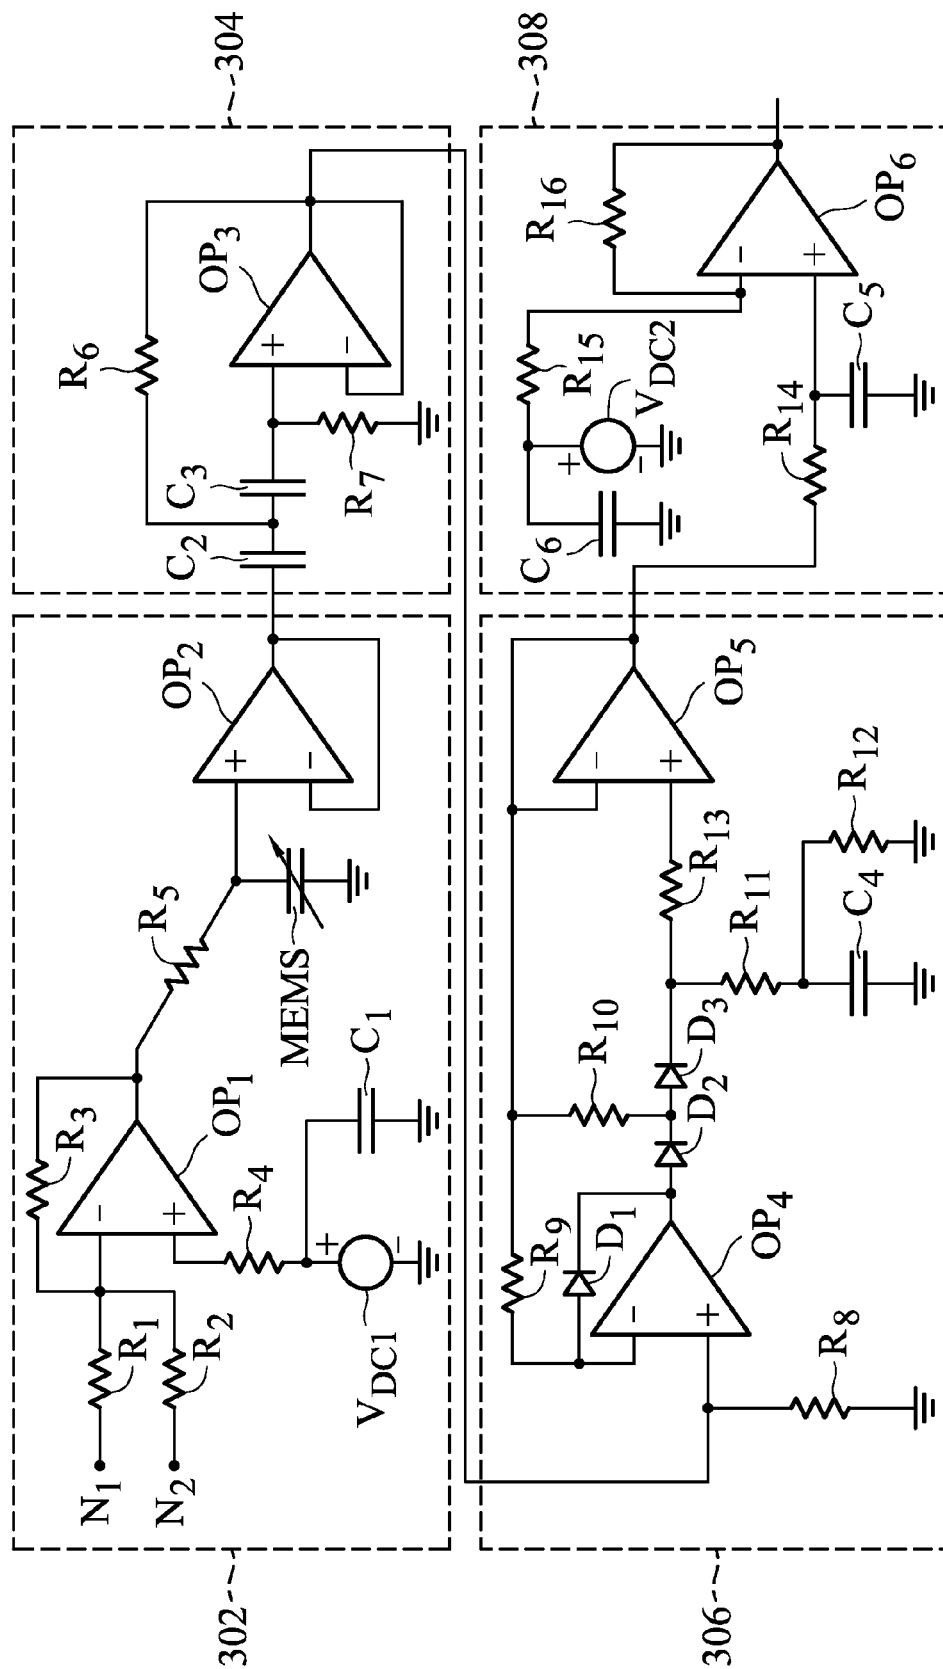 302
304
N1
N2
R1
R2
R3
-
+
OP1
R4
+
-
VDC1
C1
R5
MEMS
+
-
OP2
C2
C3
R6
R7
+
-
OP3
306
308
R8
R9
D1
-
+
OP4
D2
D3
R10
R11
C4
R12
R13
-
+
OP5
C6
+
-
VDC2
R15
R14
C5
R16
-
+
OP6